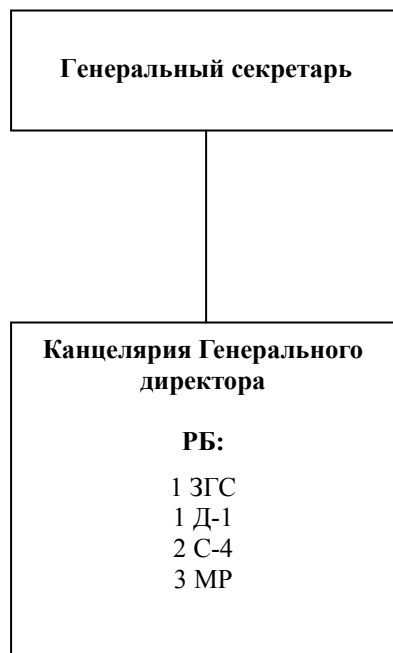 Генеральный секретарь
Канцелярия Генерального
директора
РБ:
1 ЗГС
1 Д-1
2 С-4
3 МР